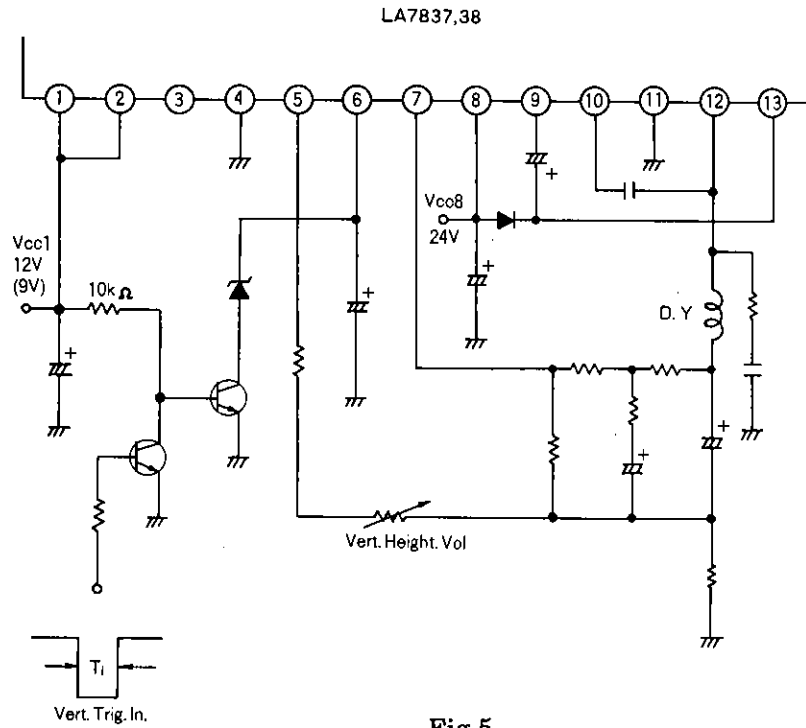 LA7837,38
1 2 3 4 5 6 7 8 9 10 11 12 13
+
+
Vcc8
24V
Vcc1
12V
(9V)
10kΩ
+
+
D.Y
+
+
+
Vert. Height. Vol
Ti
Vert. Trig. In.
Fig.5